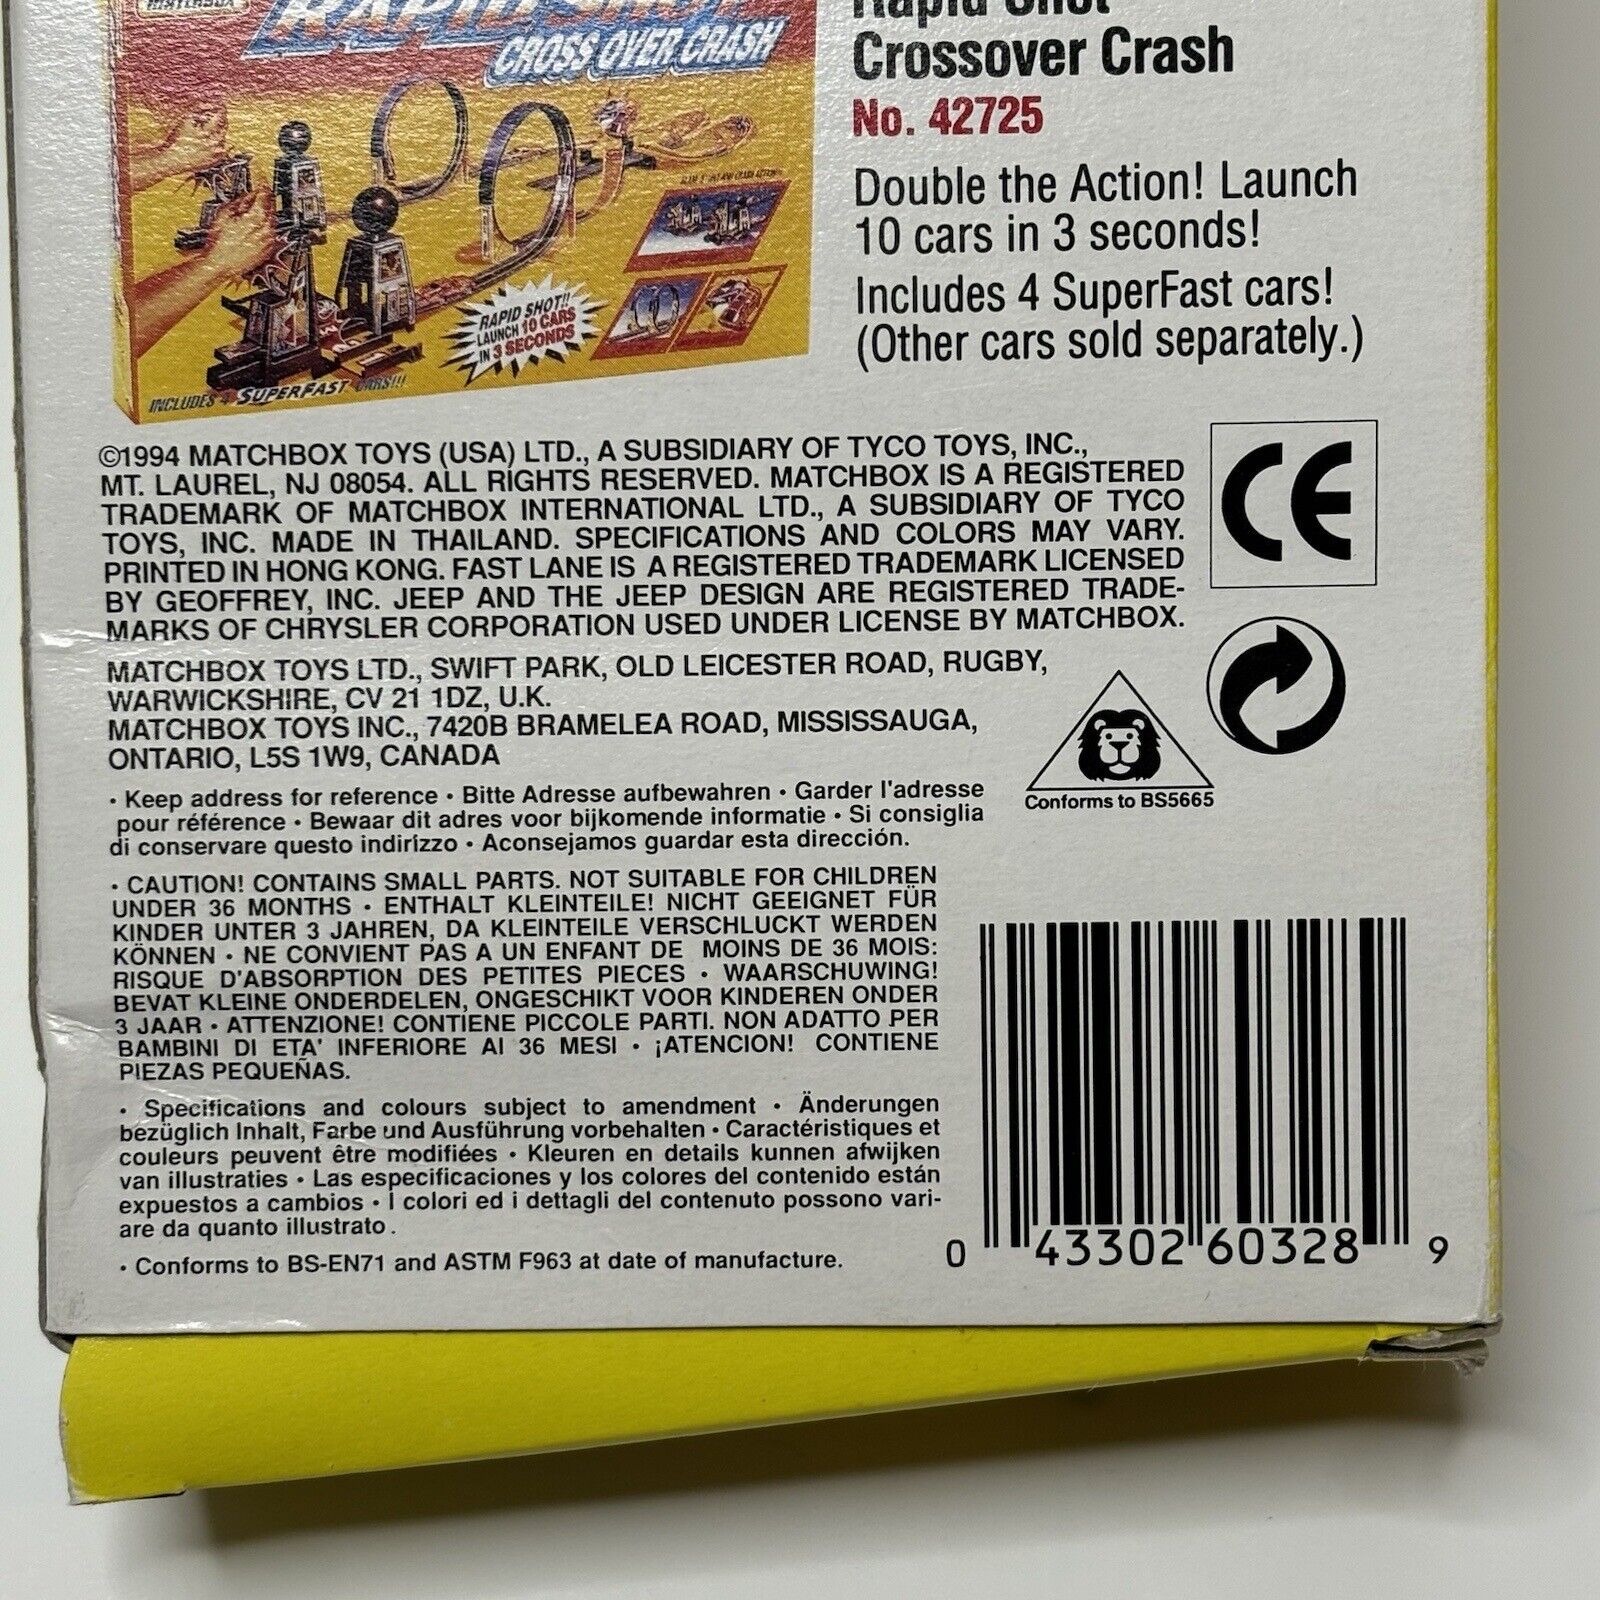 MATCHBOX
RAPID SHOT
CROSS OVER CRASH
RAPID SHOT!!
LAUNCH 10 CARS
IN 3 SECONDS
INCLUDES 4 SUPERFAST CARS!!!
Rapid Shot
Crossover Crash
No. 42725
Double the Action! Launch
10 cars in 3 seconds!
Includes 4 SuperFast cars!
(Other cars sold separately.)
©1994 MATCHBOX TOYS (USA) LTD., A SUBSIDIARY OF TYCO TOYS, INC.,
MT. LAUREL, NJ 08054. ALL RIGHTS RESERVED. MATCHBOX IS A REGISTERED
TRADEMARK OF MATCHBOX INTERNATIONAL LTD., A SUBSIDIARY OF TYCO
TOYS, INC. MADE IN THAILAND. SPECIFICATIONS AND COLORS MAY VARY.
PRINTED IN HONG KONG. FAST LANE IS A REGISTERED TRADEMARK LICENSED
BY GEOFFREY, INC. JEEP AND THE JEEP DESIGN ARE REGISTERED TRADE-
MARKS OF CHRYSLER CORPORATION USED UNDER LICENSE BY MATCHBOX.
CE
MATCHBOX TOYS LTD., SWIFT PARK, OLD LEICESTER ROAD, RUGBY,
WARWICKSHIRE, CV 21 1DZ, U.K.
MATCHBOX TOYS INC., 7420B BRAMELEA ROAD, MISSISSAUGA,
ONTARIO, L5S 1W9, CANADA
Conforms to BS5665
• Keep address for reference • Bitte Adresse aufbewahren • Garder l'adresse
pour référence • Bewaar dit adres voor bijkomende informatie • Si consiglia
di conservare questo indirizzo • Aconsejamos guardar esta dirección.
• CAUTION! CONTAINS SMALL PARTS. NOT SUITABLE FOR CHILDREN
UNDER 36 MONTHS • ENTHALT KLEINTEILE! NICHT GEEIGNET FÜR
KINDER UNTER 3 JAHREN, DA KLEINTEILE VERSCHLUCKT WERDEN
KÖNNEN • NE CONVIENT PAS A UN ENFANT DE MOINS DE 36 MOIS:
RISQUE D'ABSORPTION DES PETITES PIECES • WAARSCHUWING!
BEVAT KLEINE ONDERDELEN, ONGESCHIKT VOOR KINDEREN ONDER
3 JAAR • ATTENZIONE! CONTIENE PICCOLE PARTI. NON ADATTO PER
BAMBINI DI ETA' INFERIORE AI 36 MESI • ¡ATENCION! CONTIENE
PIEZAS PEQUEÑAS.
• Specifications and colours subject to amendment • Änderungen
bezüglich Inhalt, Farbe und Ausführung vorbehalten • Caractéristiques et
couleurs peuvent être modifiées • Kleuren en details kunnen afwijken
van illustraties • Las especificaciones y los colores del contenido están
expuestos a cambios • I colori ed i dettagli del contenuto possono vari-
are da quanto illustrato.
• Conforms to BS-EN71 and ASTM F963 at date of manufacture.
0 43302 60328 9